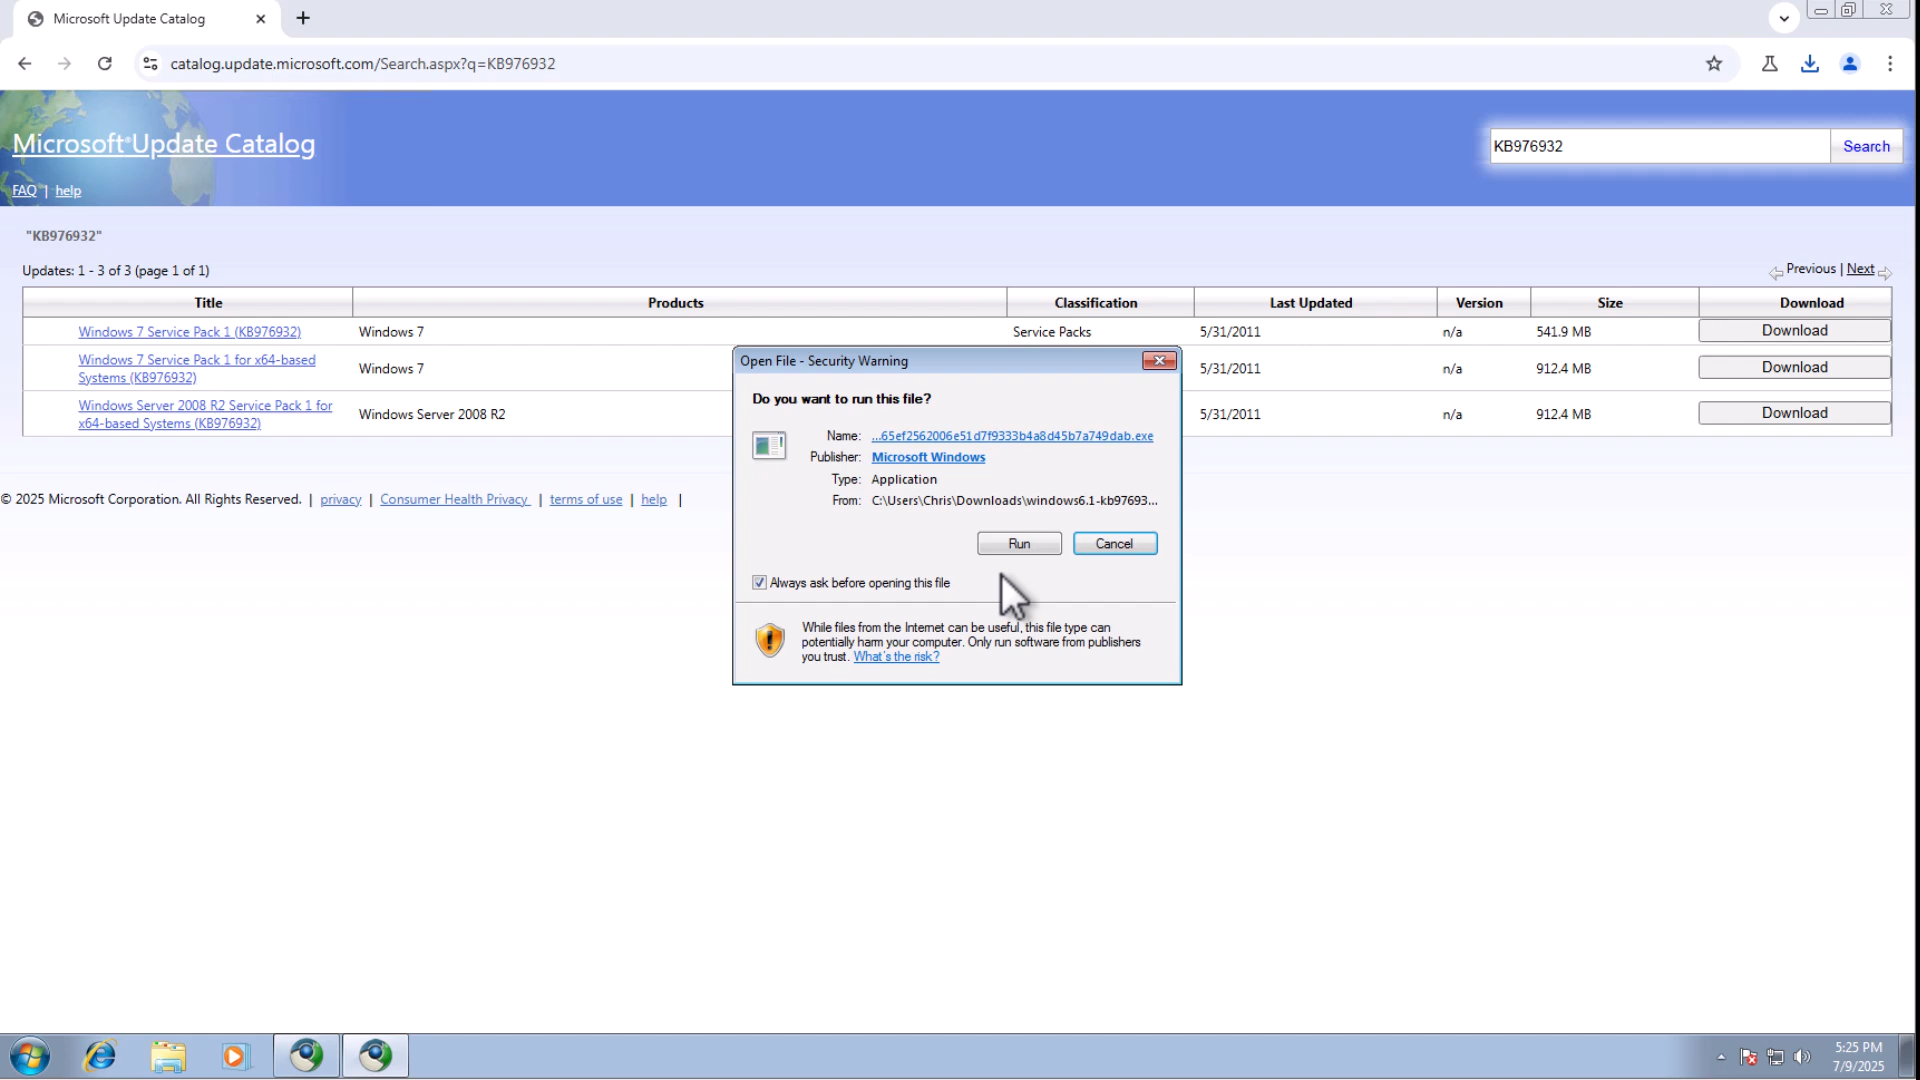 Microsoft Update Catalog
catalog.update.microsoft.com/Search.aspx?q=KB976932
Microsoft®Update Catalog
FAQ | help
KB976932
Search
"KB976932"
Updates: 1 - 3 of 3 (page 1 of 1)
Previous | Next
Title Products Classification Last Updated Version Size Download
Windows 7 Service Pack 1 (KB976932) Windows 7 Service Packs 5/31/2011 n/a 541.9 MB Download
Windows 7 Service Pack 1 for x64-based
Systems (KB976932)
Windows 7 5/31/2011 n/a 912.4 MB Download
Windows Server 2008 R2 Service Pack 1 for
x64-based Systems (KB976932)
Windows Server 2008 R2 5/31/2011 n/a 912.4 MB Download
© 2025 Microsoft Corporation. All Rights Reserved. | privacy | Consumer Health Privacy | terms of use | help |
Open File - Security Warning
Do you want to run this file?
Name: ...65ef2562006e51d7f9333b4a8d45b7a749dab.exe
Publisher: Microsoft Windows
Type: Application
From: C:\Users\Chris\Downloads\windows6.1-kb97693...
Run Cancel
Always ask before opening this file
While files from the Internet can be useful, this file type can
potentially harm your computer. Only run software from publishers
you trust. What's the risk?
5:25 PM
7/9/2025